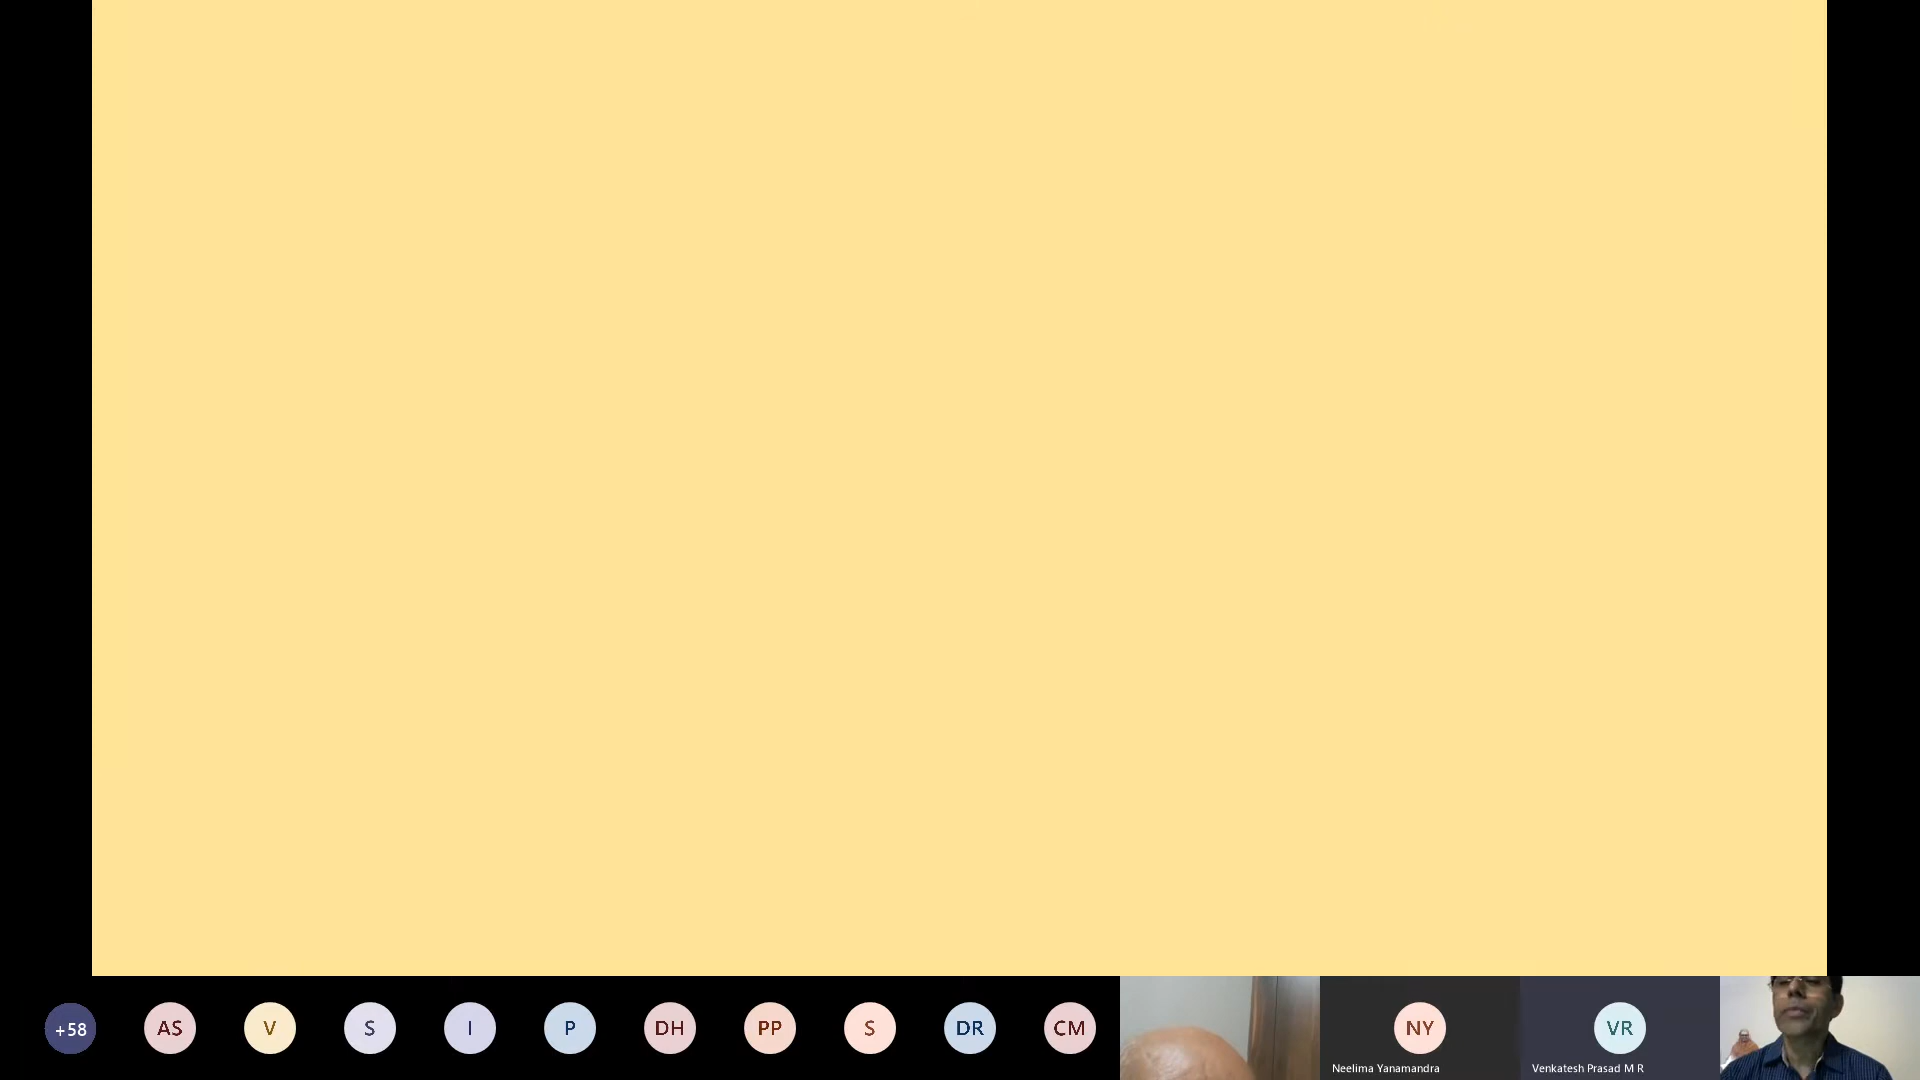 +58
AS
V
S
I
P
DH
PP
S
DR
CM
NY
Neelima Yanamandra
VR
Venkatesh Prasad M R